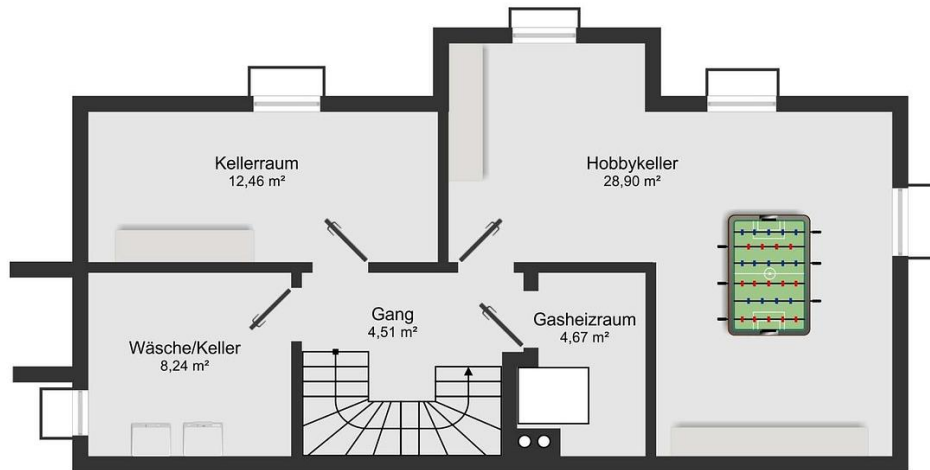 Kellerraum
12,46 m²
Hobbykeller
28,90 m²
Gang
4,51 m²
Gasheizraum
4,67 m²
Wäsche/Keller
8,24 m²